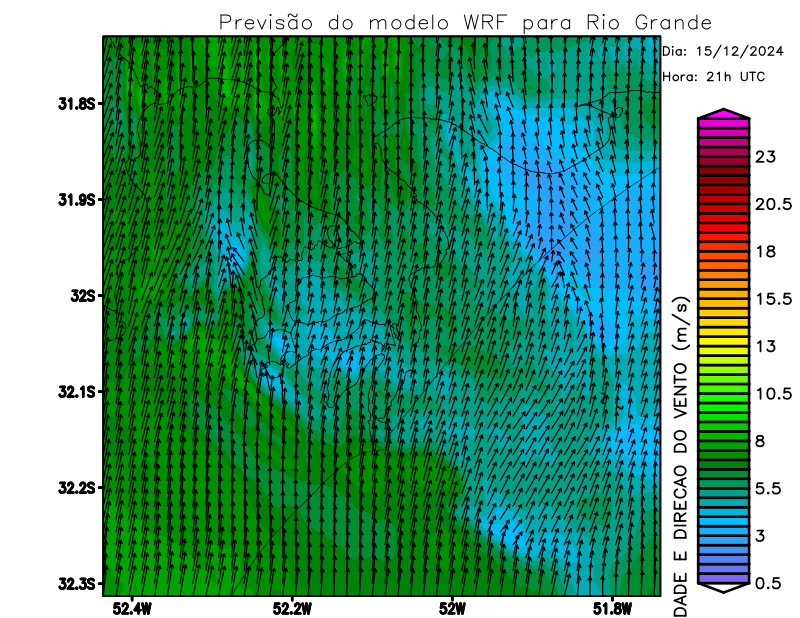 Previsão do modelo WRF para Rio Grande
Dia: 15/12/2024
Hora: 21h UTC
31.8S
31.9S
32S
32.1S
32.2S
32.3S
52.4W
52.2W
52W
51.8W
23
20.5
18
15.5
13
10.5
8
5.5
3
0.5
DADE E DIRECAO DO VENTO (m/s)